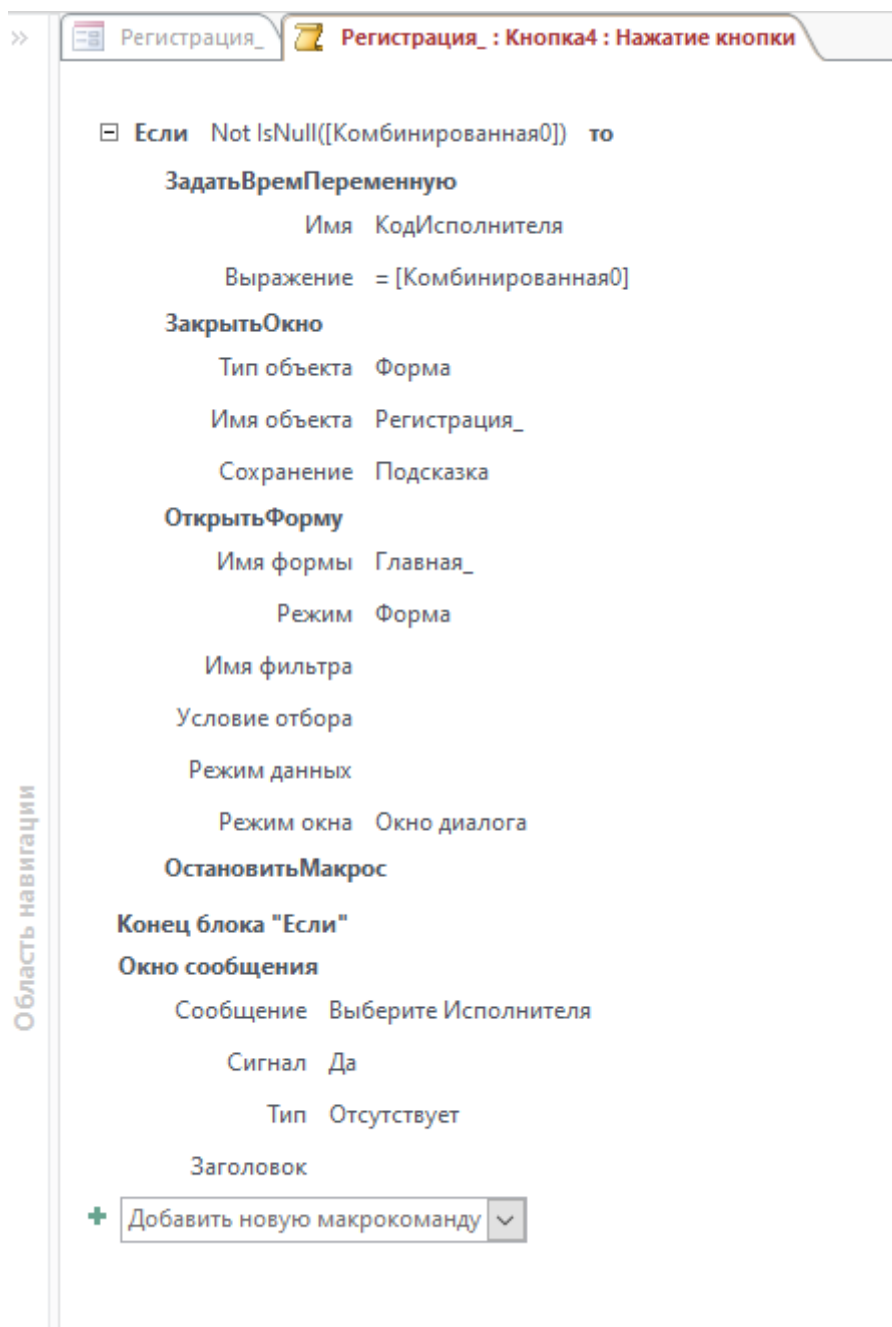 »
Регистрация_
Регистрация_ : Кнопка4 : Нажатие кнопки
Если Not IsNull([Комбинированная0]) то
ЗадатьВремПеременную
Имя КодИсполнителя
Выражение = [Комбинированная0]
ЗакрытьОкно
Тип объекта Форма
Имя объекта Регистрация_
Сохранение Подсказка
ОткрытьФорму
Имя формы Главная_
Режим Форма
Имя фильтра
Условие отбора
Режим данных
Режим окна Окно диалога
ОстановитьМакрос
Конец блока "Если"
Окно сообщения
Сообщение Выберите Исполнителя
Сигнал Да
Тип Отсутствует
Заголовок
Добавить новую макрокоманду
Область навигации